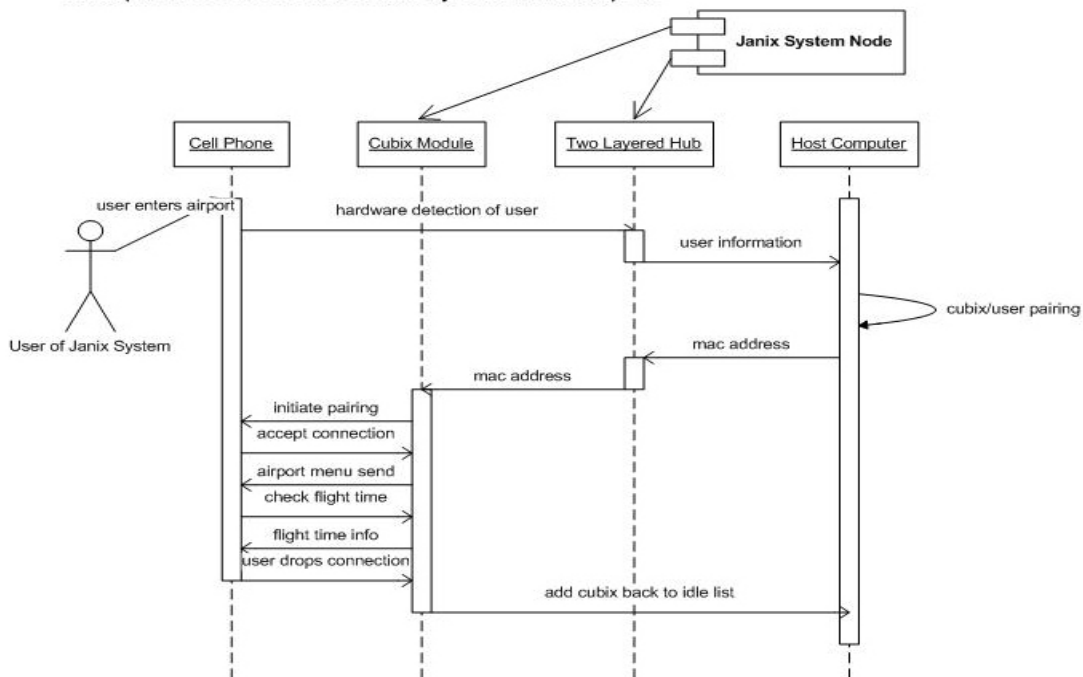 Janix System Node
Cell Phone
Cubix Module
Two Layered Hub
Host Computer
user enters airport
hardware detection of user
user information
cubix/user pairing
User of Janix System
mac address
mac address
initiate pairing
accept connection
airport menu send
check flight time
flight time info
user drops connection
add cubix back to idle list